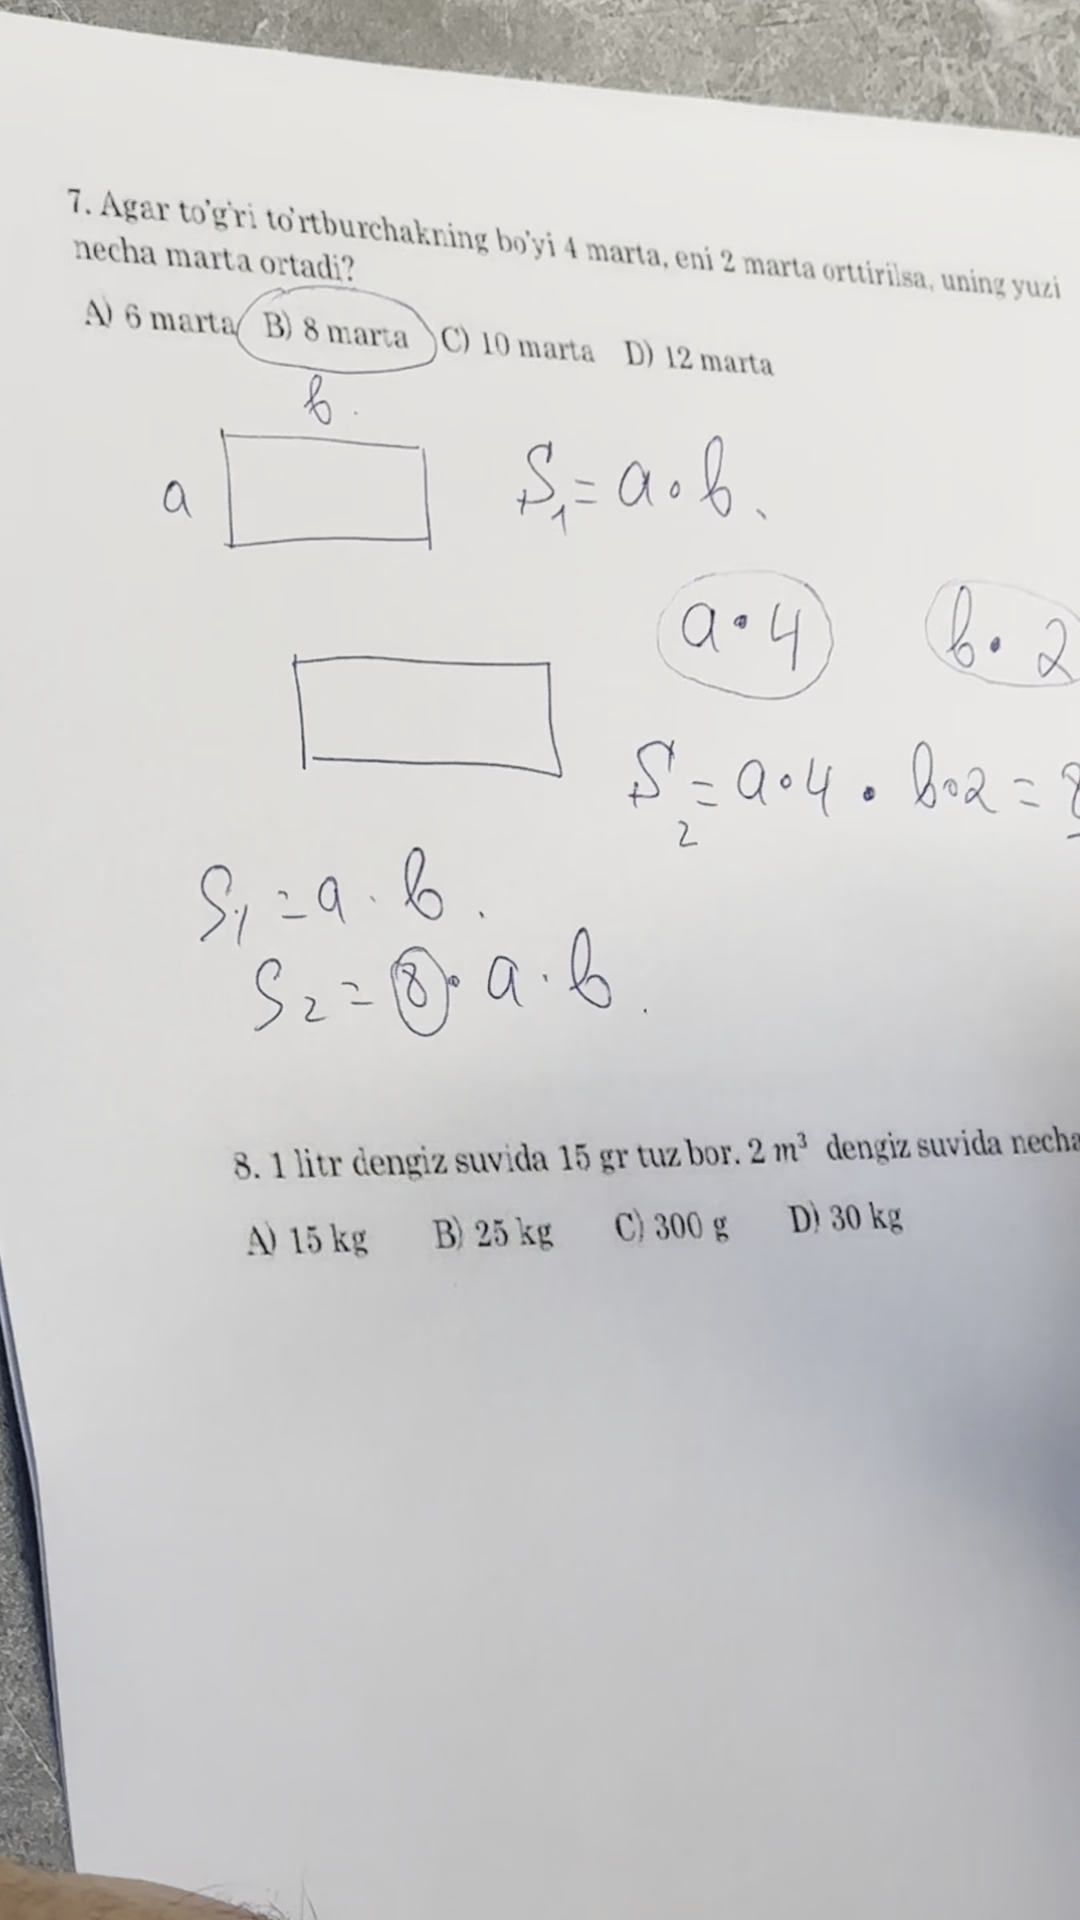 7. Agar to'g'ri to'rtburchakning bo'yi 4 marta, eni 2 marta orttirilsa, uning yuzi
necha marta ortadi?
A) 6 marta B) 8 marta C) 10 marta D) 12 marta
b.
a
S₁ = a · b.
a · 4 b · 2
S₂ = a · 4 · b · 2 =
S₁ = a · b.
S₂ = 8 · a · b.
8. 1 litr dengiz suvida 15 gr tuz bor. 2 m³ dengiz suvida necha
A) 15 kg B) 25 kg C) 300 g D) 30 kg